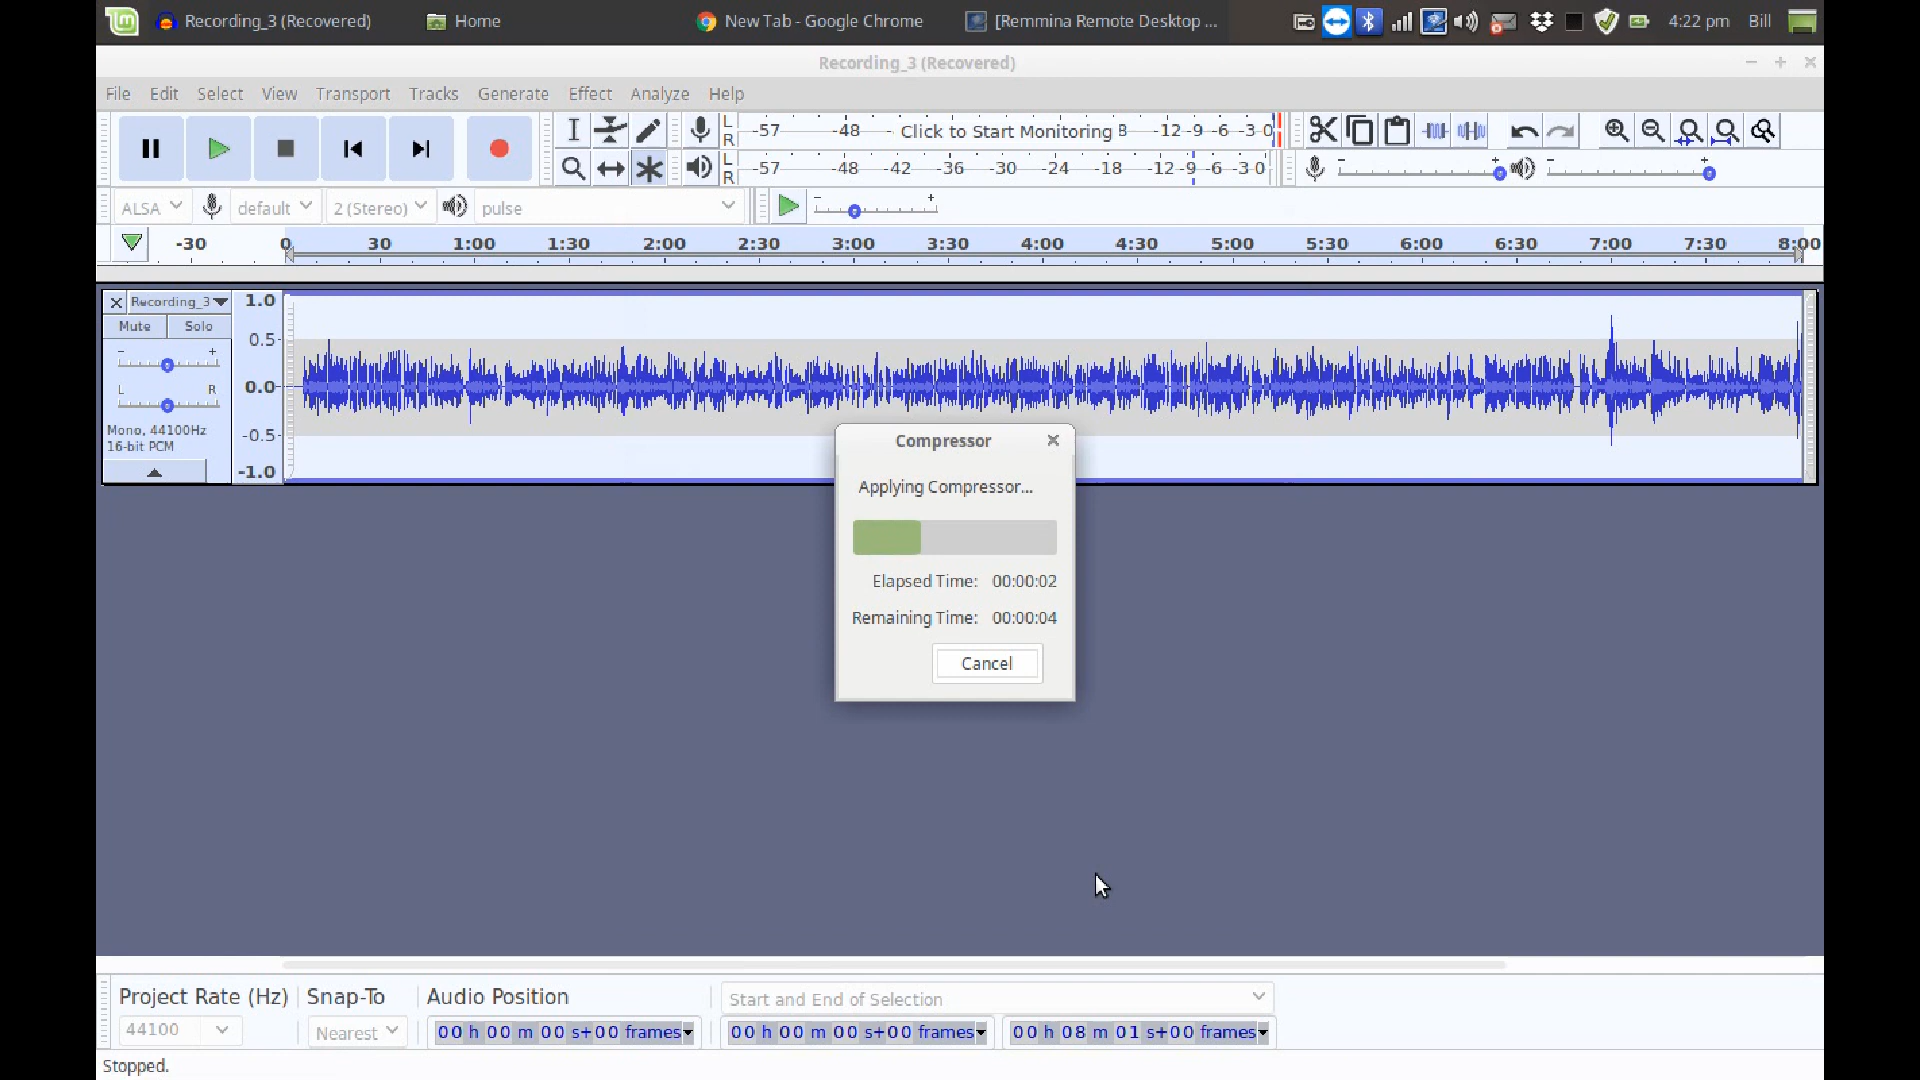 Recording_3 (Recovered)
Home
New Tab - Google Chrome
[Remmina Remote Desktop ...
4:22 pm
Bill
Recording_3 (Recovered)
File Edit Select View Transport Tracks Generate Effect Analyze Help
L
R
-57 -48 - Click to Start Monitoring 8 -12 -9 -6 -3 0
L
R
-57 -48 -42 -36 -30 -24 -18 -12 -9 -6 -3 0
ALSA
default
2 (Stereo)
pulse
-30 0 30 1:00 1:30 2:00 2:30 3:00 3:30 4:00 4:30 5:00 5:30 6:00 6:30 7:00 7:30 8:00
Recording_3
Mute Solo
- +
L R
Mono, 44100Hz
16-bit PCM
1.0
0.5
0.0
-0.5
-1.0
Compressor
Applying Compressor...
Elapsed Time: 00:00:02
Remaining Time: 00:00:04
Cancel
Project Rate (Hz) Snap-To Audio Position Start and End of Selection
44100 Nearest 00 h 00 m 00 s+00 frames 00 h 00 m 00 s+00 frames 00 h 08 m 01 s+00 frames
Stopped.